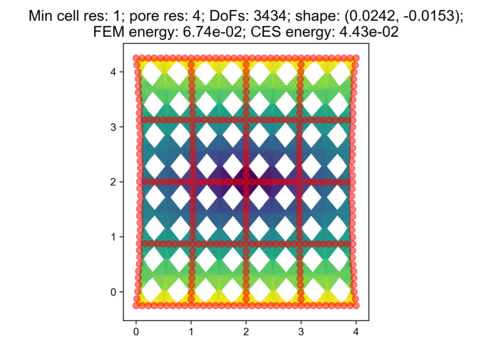 Min cell res: 1; pore res: 4; DoFs: 3434; shape: (0.0242, -0.0153);
FEM energy: 6.74e-02; CES energy: 4.43e-02
4
3
2
1
0
0 1 2 3 4